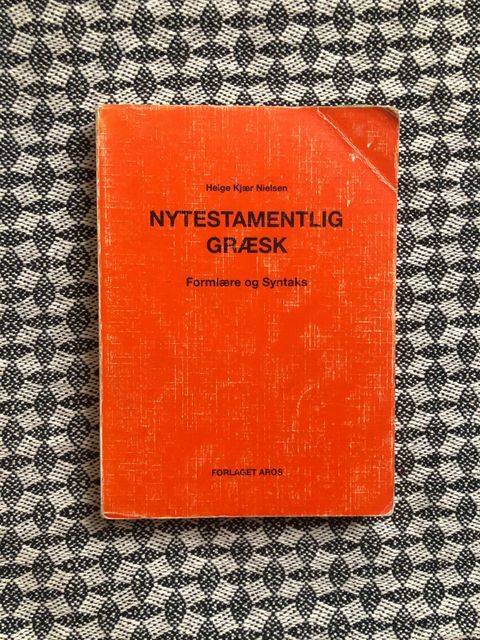 Helge Kjær Nielsen
NYTESTAMENTLIG
GRÆSK
Formlære og Syntaks
FORLAGET AROS